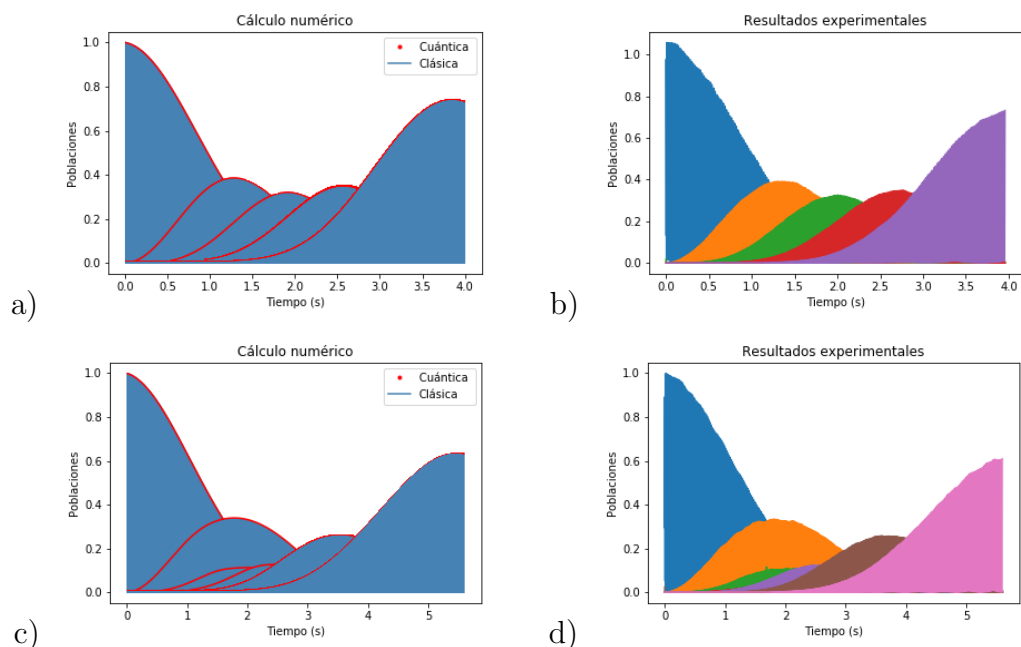 Cálculo numérico
Poblaciones
1.0
0.8
0.6
0.4
0.2
0.0
Cuántica
Clásica
0.0 0.5 1.0 1.5 2.0 2.5 3.0 3.5 4.0
Tiempo (s)
a)
Resultados experimentales
Poblaciones
1.0
0.8
0.6
0.4
0.2
0.0
0.0 0.5 1.0 1.5 2.0 2.5 3.0 3.5 4.0
Tiempo (s)
b)
Cálculo numérico
Poblaciones
1.0
0.8
0.6
0.4
0.2
0.0
Cuántica
Clásica
0 1 2 3 4 5
Tiempo (s)
c)
Resultados experimentales
Poblaciones
1.0
0.8
0.6
0.4
0.2
0.0
0 1 2 3 4 5
Tiempo (s)
d)